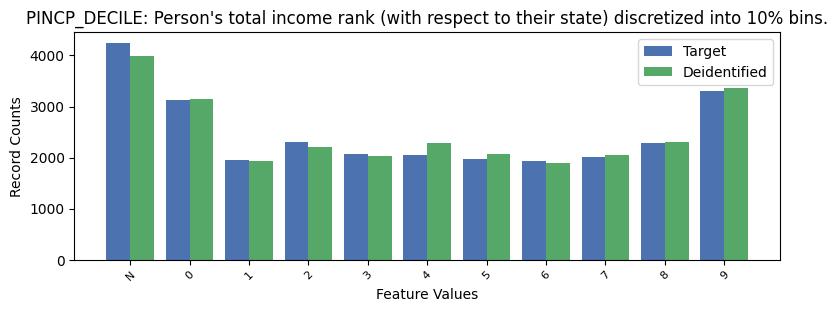 PINCP_DECILE: Person's total income rank (with respect to their state) discretized into 10% bins.
Target
Deidentified
Record Counts
4000
3000
2000
1000
0
N 0 1 2 3 4 5 6 7 8 9
Feature Values